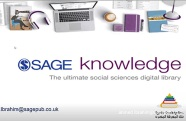 SAGE knowledge
The ultimate social sciences digital library
Ibrahim@sagepub.co.uk